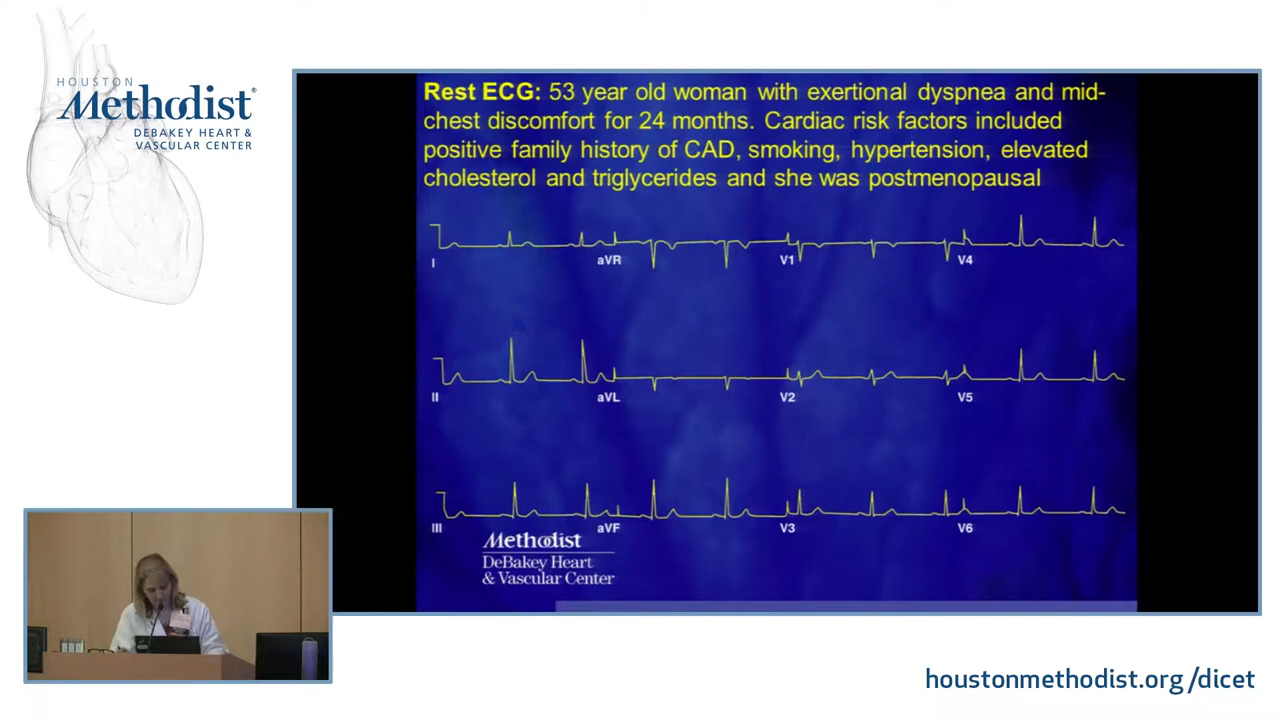 HOUSTON
Methodist®
DEBAKEY HEART &
VASCULAR CENTER
Rest ECG: 53 year old woman with exertional dyspnea and mid-
chest discomfort for 24 months. Cardiac risk factors included
positive family history of CAD, smoking, hypertension, elevated
cholesterol and triglycerides and she was postmenopausal
I aVR V1 V4
II aVL V2 V5
III aVF V3 V6
Methodist
DeBakey Heart
& Vascular Center
houstonmethodist.org/dicet